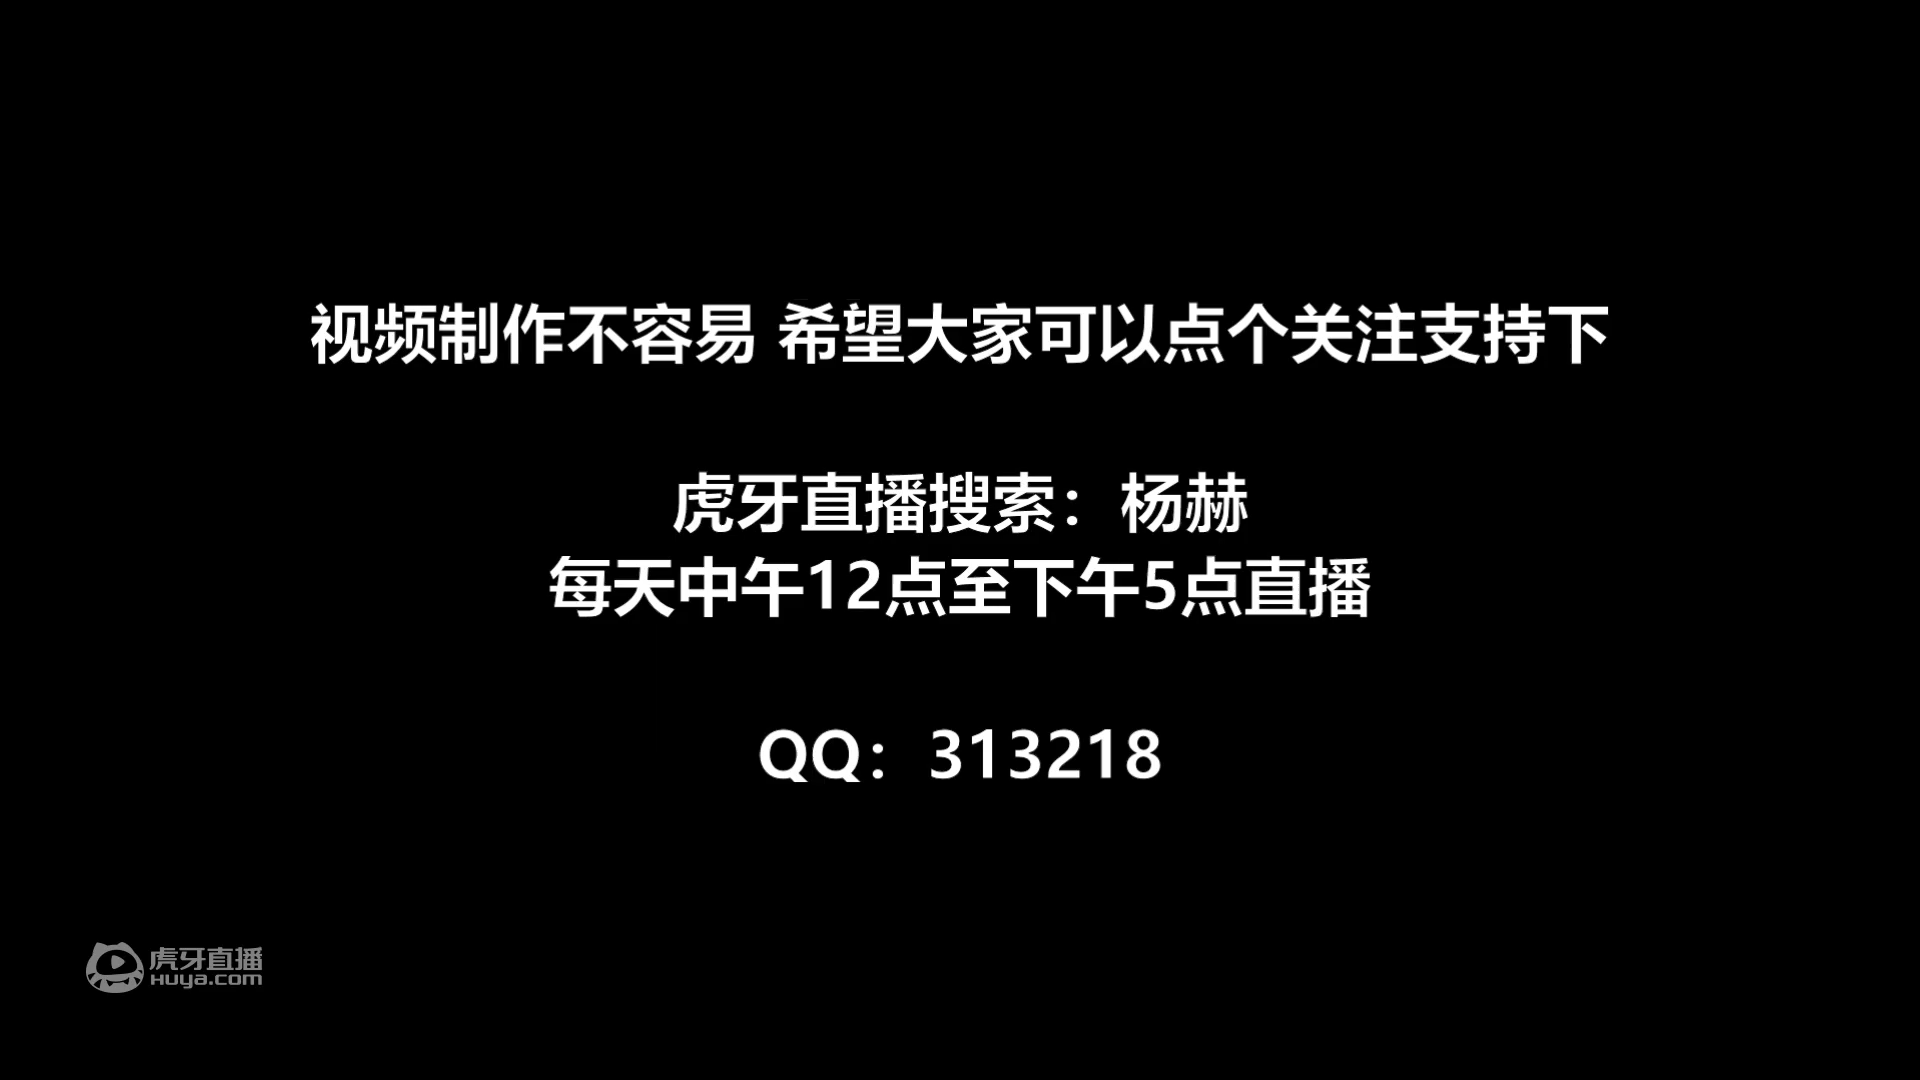 视频制作不容易 希望大家可以点个关注支持下
虎牙直播搜索：杨赫
每天中午12点至下午5点直播
QQ：313218
虎牙直播
HUYA.com